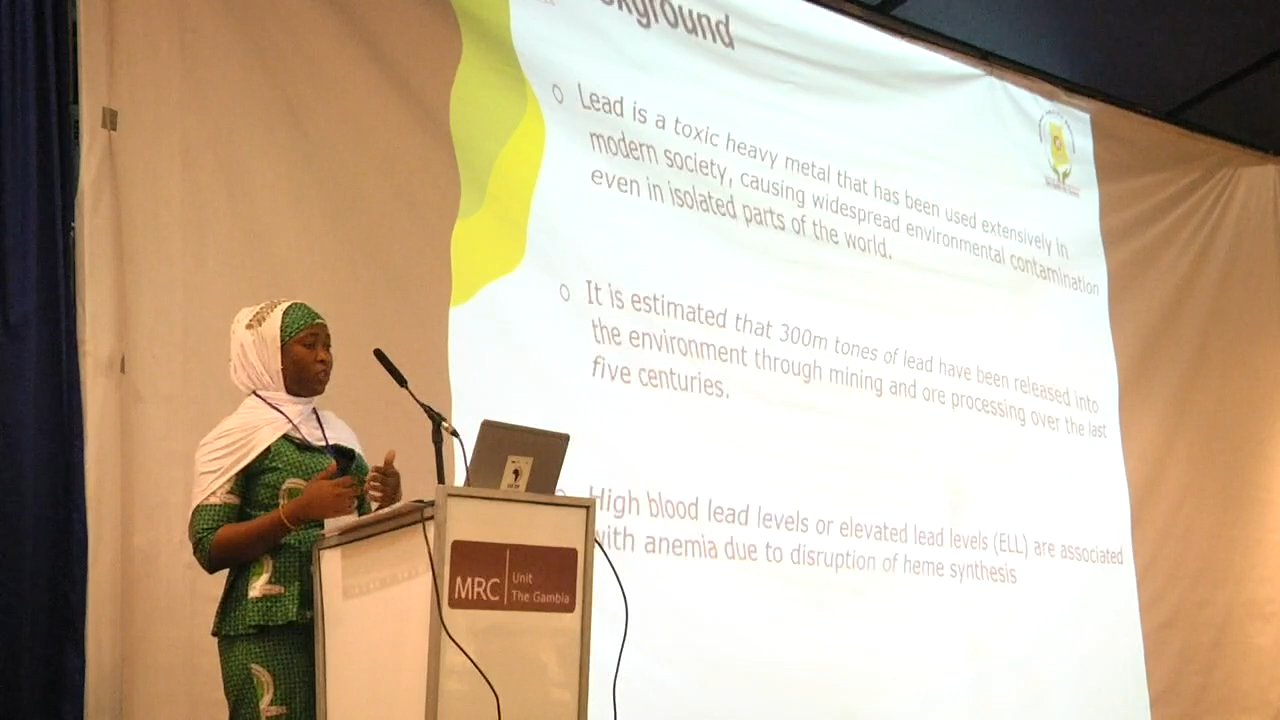 kground
Lead is a toxic heavy metal that has been used extensively in
modern society, causing widespread environmental contamination
even in isolated parts of the world.
It is estimated that 300m tones of lead have been released into
the environment through mining and ore processing over the last
five centuries.
High blood lead levels or elevated lead levels (ELL) are associated
with anemia due to disruption of heme synthesis
MRC
Unit
The Gambia